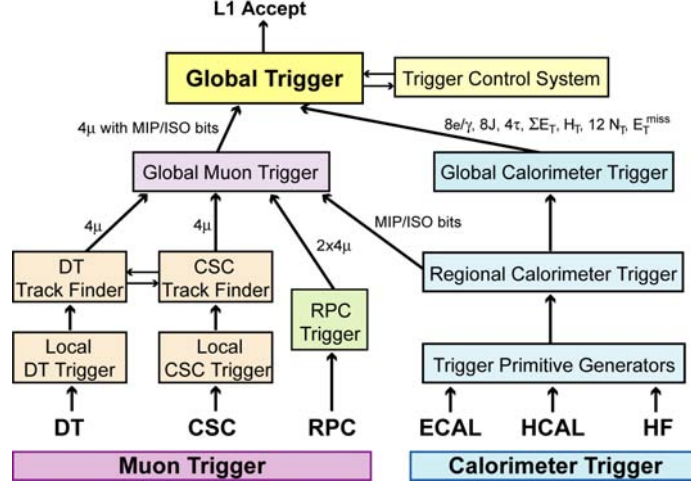 L1 Accept
Global Trigger
Trigger Control System
4μ with MIP/ISO bits
8e/γ, 8J, 4τ, ΣE_T, H_T, 12 N_T, E_T^miss
Global Muon Trigger
Global Calorimeter Trigger
4μ
4μ
MIP/ISO bits
2x4μ
DT
Track Finder
CSC
Track Finder
Regional Calorimeter Trigger
RPC
Trigger
Local
DT Trigger
Local
CSC Trigger
Trigger Primitive Generators
DT
CSC
RPC
ECAL
HCAL
HF
Muon Trigger
Calorimeter Trigger